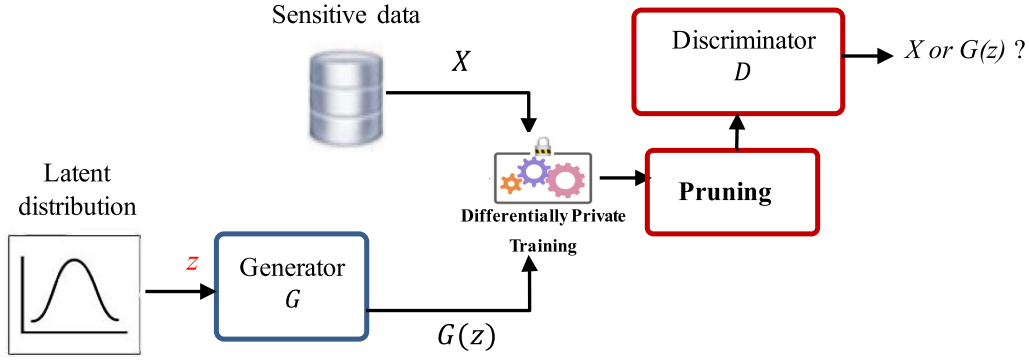 Sensitive data
X
Discriminator
D
X or G(z) ?
Latent
distribution
Differentially Private
Training
Pruning
z
Generator
G
G(z)